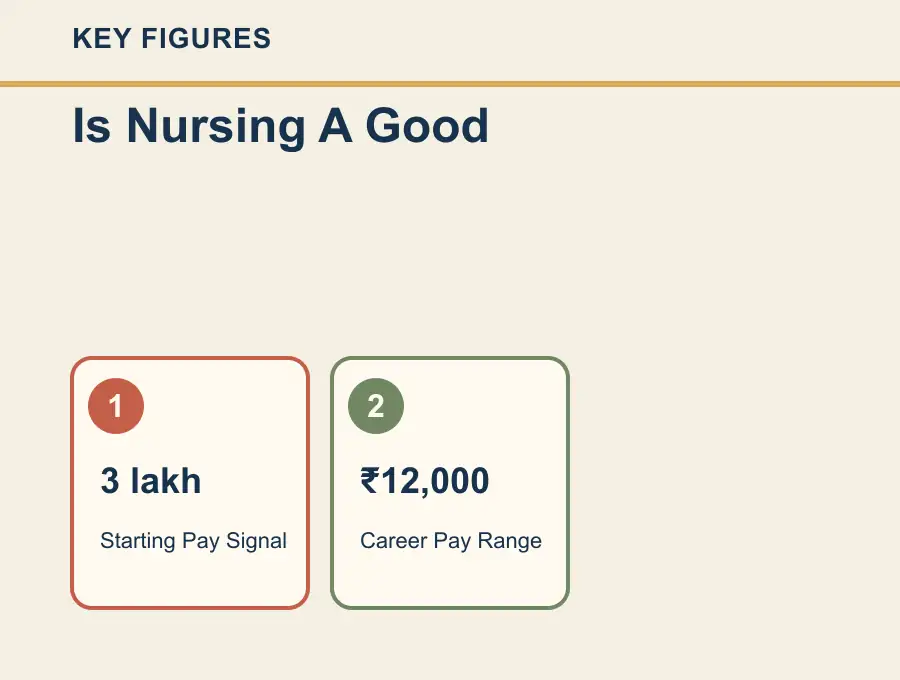 KEY FIGURES
Is Nursing A Good
1
3 lakh
Starting Pay Signal
2
₹12,000
Career Pay Range